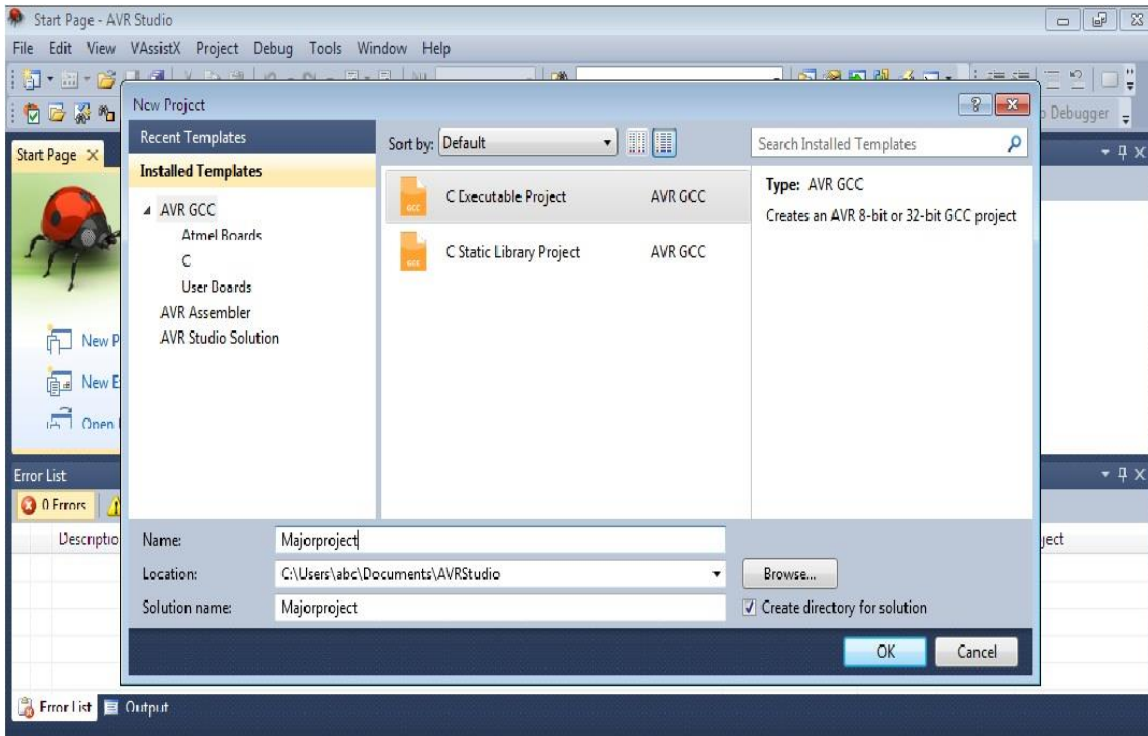 Start Page - AVR Studio
File Edit View VAssistX Project Debug Tools Window Help
New Project
Debugger
Recent Templates
Sort by: Default
Search Installed Templates
Start Page
Installed Templates
AVR GCC
Atmel Boards
C
User Boards
AVR Assembler
AVR Studio Solution
C Executable Project AVR GCC
C Static Library Project AVR GCC
Type: AVR GCC
Creates an AVR 8-bit or 32-bit GCC project
New P
New E
Open
Error List
0 Errors
Descriptio
ject
Name: Majorproject
Location: C:\Users\abc\Documents\AVRStudio Browse...
Solution name: Majorproject Create directory for solution
OK Cancel
Error List Output